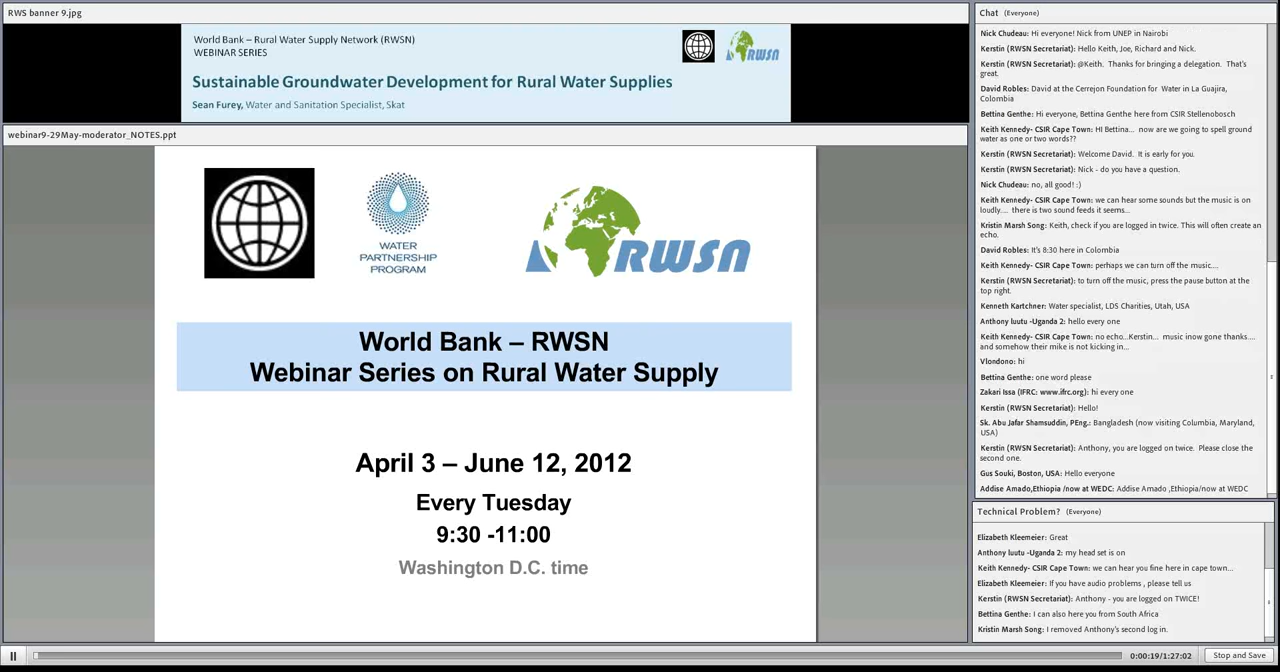 RWS banner 9.jpg
World Bank – Rural Water Supply Network (RWSN)
WEBINAR SERIES
RWSN
Sustainable Groundwater Development for Rural Water Supplies
Sean Furey, Water and Sanitation Specialist, Skat
webinar9-29May-moderator_NOTES.ppt
WATER
PARTNERSHIP
PROGRAM
RWSN
World Bank – RWSN
Webinar Series on Rural Water Supply
April 3 – June 12, 2012
Every Tuesday
9:30 -11:00
Washington D.C. time
Chat (Everyone)
Nick Chudeau: Hi everyone! Nick from UNEP in Nairobi
Kerstin (RWSN Secretariat): Hello Keith, Joe, Richard and Nick.
Kerstin (RWSN Secretariat): @Keith. Thanks for bringing a delegation. That's
great.
David Robles: David at the Cerrejon Foundation for Water in La Guajira,
Colombia
Bettina Genthe: Hi everyone, Bettina Genthe here from CSIR Stellenobosch
Keith Kennedy- CSIR Cape Town: HI Bettina... now are we going to spell ground
water as one or two words??
Kerstin (RWSN Secretariat): Welcome David. It is early for you.
Kerstin (RWSN Secretariat): Nick - do you have a question.
Nick Chudeau: no, all good! :)
Keith Kennedy- CSIR Cape Town: we can hear some sounds but the music is on
loudly.... there is two sound feeds it seems...
Kristin Marsh Song: Keith, check if you are logged in twice. This will often create an
echo.
David Robles: It's 8:30 here in Colombia
Keith Kennedy- CSIR Cape Town: perhaps we can turn off the music....
Kerstin (RWSN Secretariat): to turn off the music, press the pause button at the
top right.
Kenneth Kartchner: Water specialist, LDS Charities, Utah, USA
Anthony luutu -Uganda 2: hello every one
Keith Kennedy- CSIR Cape Town: no echo...Kerstin... music inow gone thanks....
and somehow their mike is not kicking in...
Vlondono: hi
Bettina Genthe: one word please
Zakari Issa (IFRC: www.ifrc.org): hi every one
Kerstin (RWSN Secretariat): Hello!
Sk. Abu Jafar Shamsuddin, PEng.: Bangladesh (now visiting Columbia, Maryland,
USA)
Kerstin (RWSN Secretariat): Anthony, you are logged on twice. Please close the
second one.
Gus Souki, Boston, USA: Hello everyone
Addise Amado,Ethiopia /now at WEDC: Addise Amado ,Ethiopia/now at WEDC
Technical Problem? (Everyone)
Elizabeth Kleemeier: Great
Anthony luutu -Uganda 2: my head set is on
Keith Kennedy- CSIR Cape Town: we can hear you fine here in cape town...
Elizabeth Kleemeier: If you have audio problems , please tell us
Kerstin (RWSN Secretariat): Anthony - you are logged on TWICE!
Bettina Genthe: I can also here you from South Africa
Kristin Marsh Song: I removed Anthony's second log in.
0:00:19/1:27:02
Stop and Save